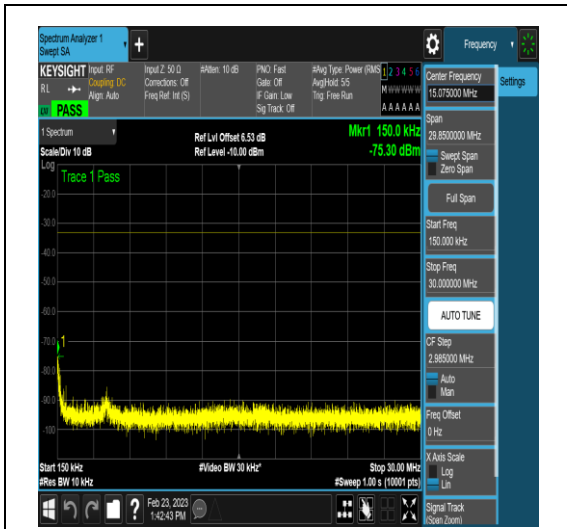 Spectrum Analyzer 1
Swept SA
+
Frequency
KEYSIGHT
Input: RF
Coupling: DC
Align: Auto
Input Z: 50 Ω
Corrections: Off
Freq Ref: Int (S)
#Atten: 10 dB
PNO: Fast
Gate: Off
IF Gain: Low
Sig Track: Off
#Avg Type: Power (RMS
Avg|Hold: 5/5
Trig: Free Run
1 2 3 4 5 6
M W W W W W
A A A A A A
RL
PASS
1 Spectrum
Scale/Div 10 dB
Ref Lvl Offset 6.53 dB
Ref Level -10.00 dBm
Mkr1 150.0 kHz
-75.30 dBm
Log
Trace 1 Pass
-20.0
-30.0
-40.0
-50.0
-60.0
-70.0
-80.0
-90.0
-100
1
Start 150 kHz
#Res BW 10 kHz
#Video BW 30 kHz*
Stop 30.00 MHz
#Sweep 1.00 s (10001 pts)
Center Frequency
15.075000 MHz
Settings
Span
29.8500000 MHz
Swept Span
Zero Span
Full Span
Start Freq
150.000 kHz
Stop Freq
30.000000 MHz
AUTO TUNE
CF Step
2.985000 MHz
Auto
Man
Freq Offset
0 Hz
X Axis Scale
Log
Lin
Signal Track
(Span Zoom)
?
Feb 23, 2023
1:42:43 PM